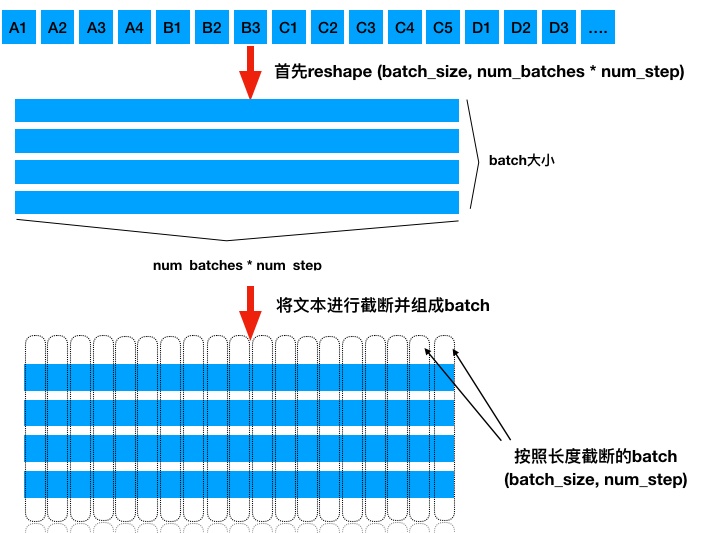 A1 A2 A3 A4 B1 B2 B3 C1 C2 C3 C4 C5 D1 D2 D3 ....
首先reshape (batch_size, num_batches * num_step)
batch大小
num_batches * num_step
将文本进行截断并组成batch
按照长度截断的batch
(batch_size, num_step)